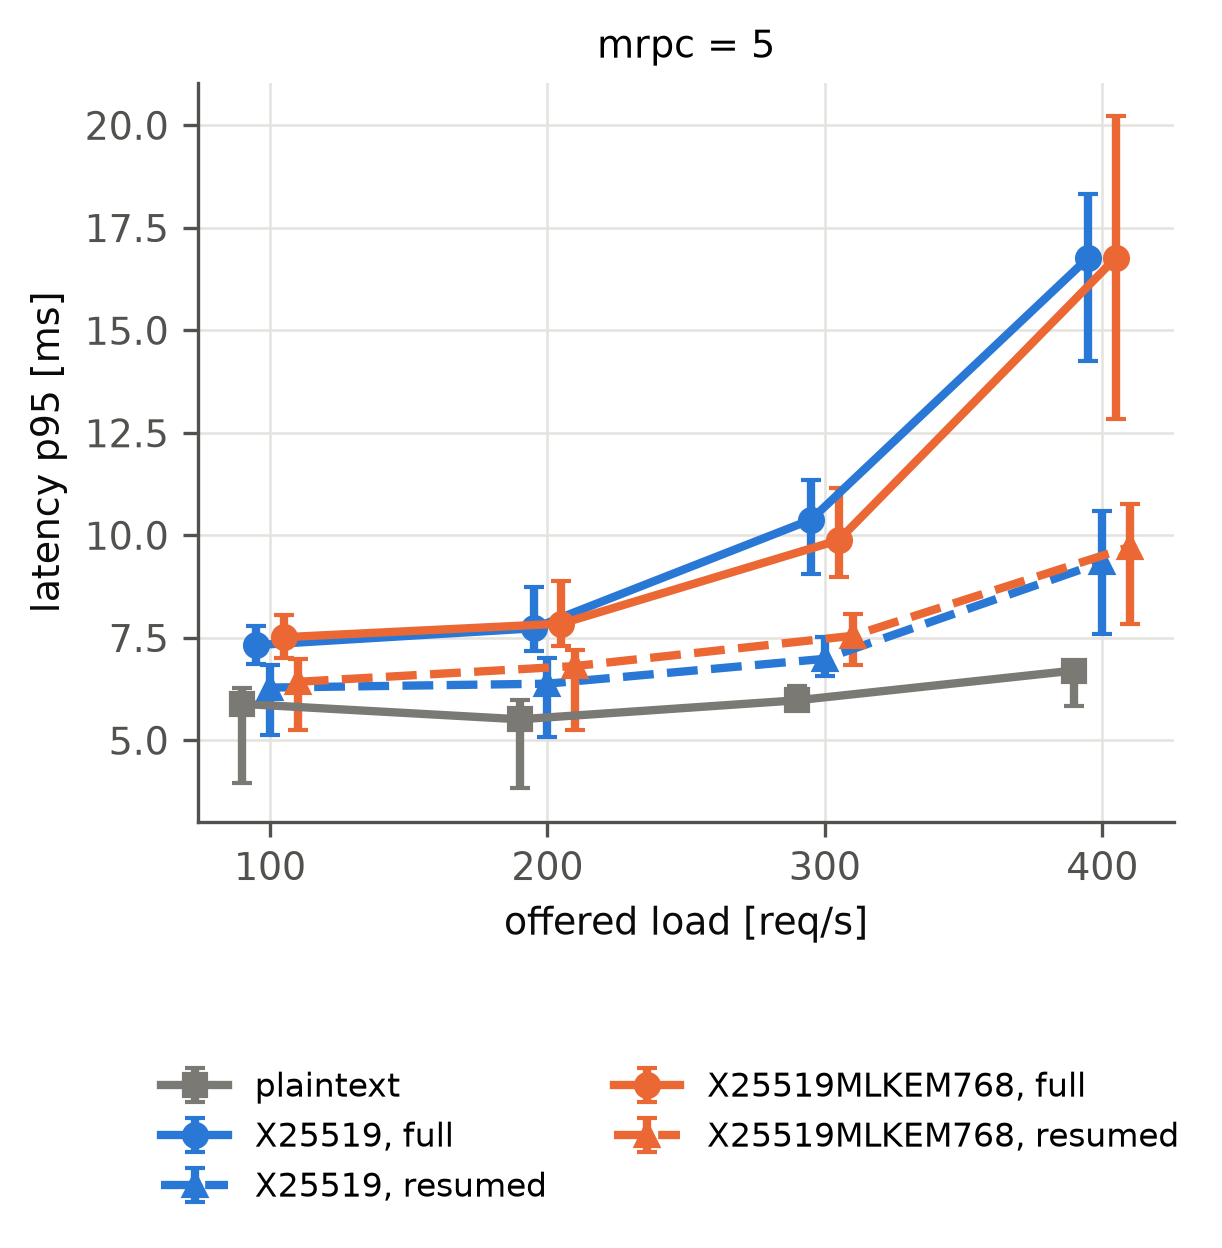 mrpc = 5
20.0
17.5
15.0
12.5
10.0
7.5
5.0
latency p95 [ms]
100 200 300 400
offered load [req/s]
plaintext
X25519, full
X25519, resumed
X25519MLKEM768, full
X25519MLKEM768, resumed